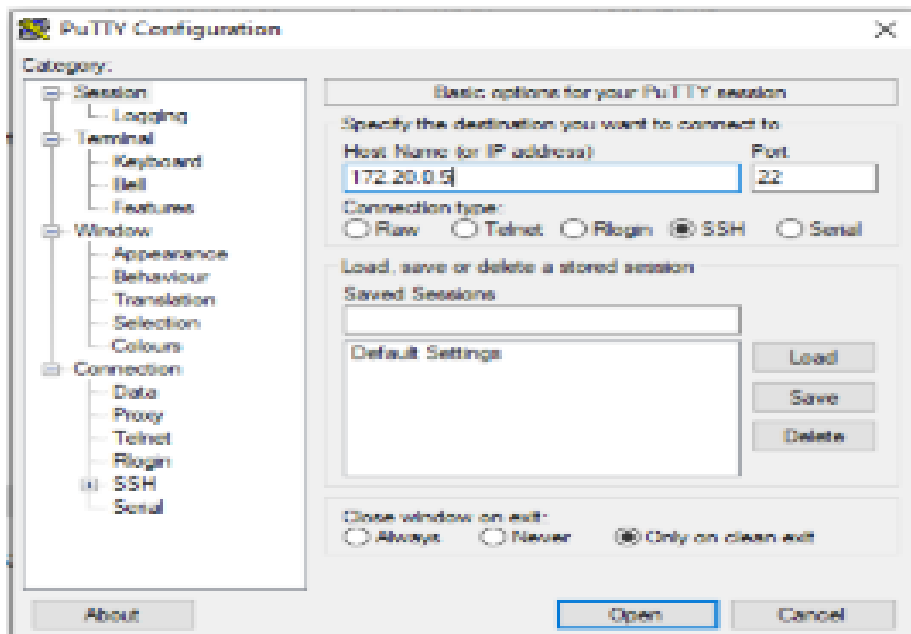 PuTTY Configuration
Category:
Session
Logging
Terminal
Keyboard
Bell
Features
Window
Appearance
Behaviour
Translation
Selection
Colours
Connection
Data
Proxy
Telnet
Rlogin
SSH
Serial
Basic options for your PuTTY session
Specify the destination you want to connect to
Host Name (or IP address) Port
172.20.0.5 22
Connection type:
Raw Telnet Rlogin SSH Serial
Load, save or delete a stored session
Saved Sessions
Default Settings
Load
Save
Delete
Close window on exit:
Always Never Only on clean exit
About Open Cancel